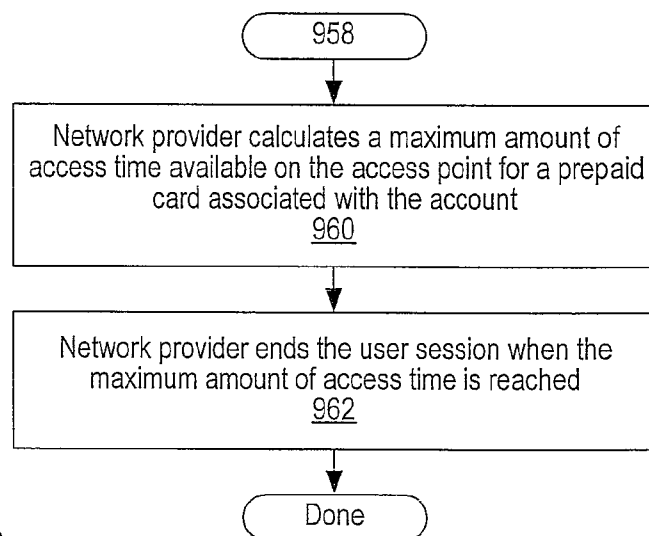 958
Network provider calculates a maximum amount of
access time available on the access point for a prepaid
card associated with the account
960
Network provider ends the user session when the
maximum amount of access time is reached
962
Done